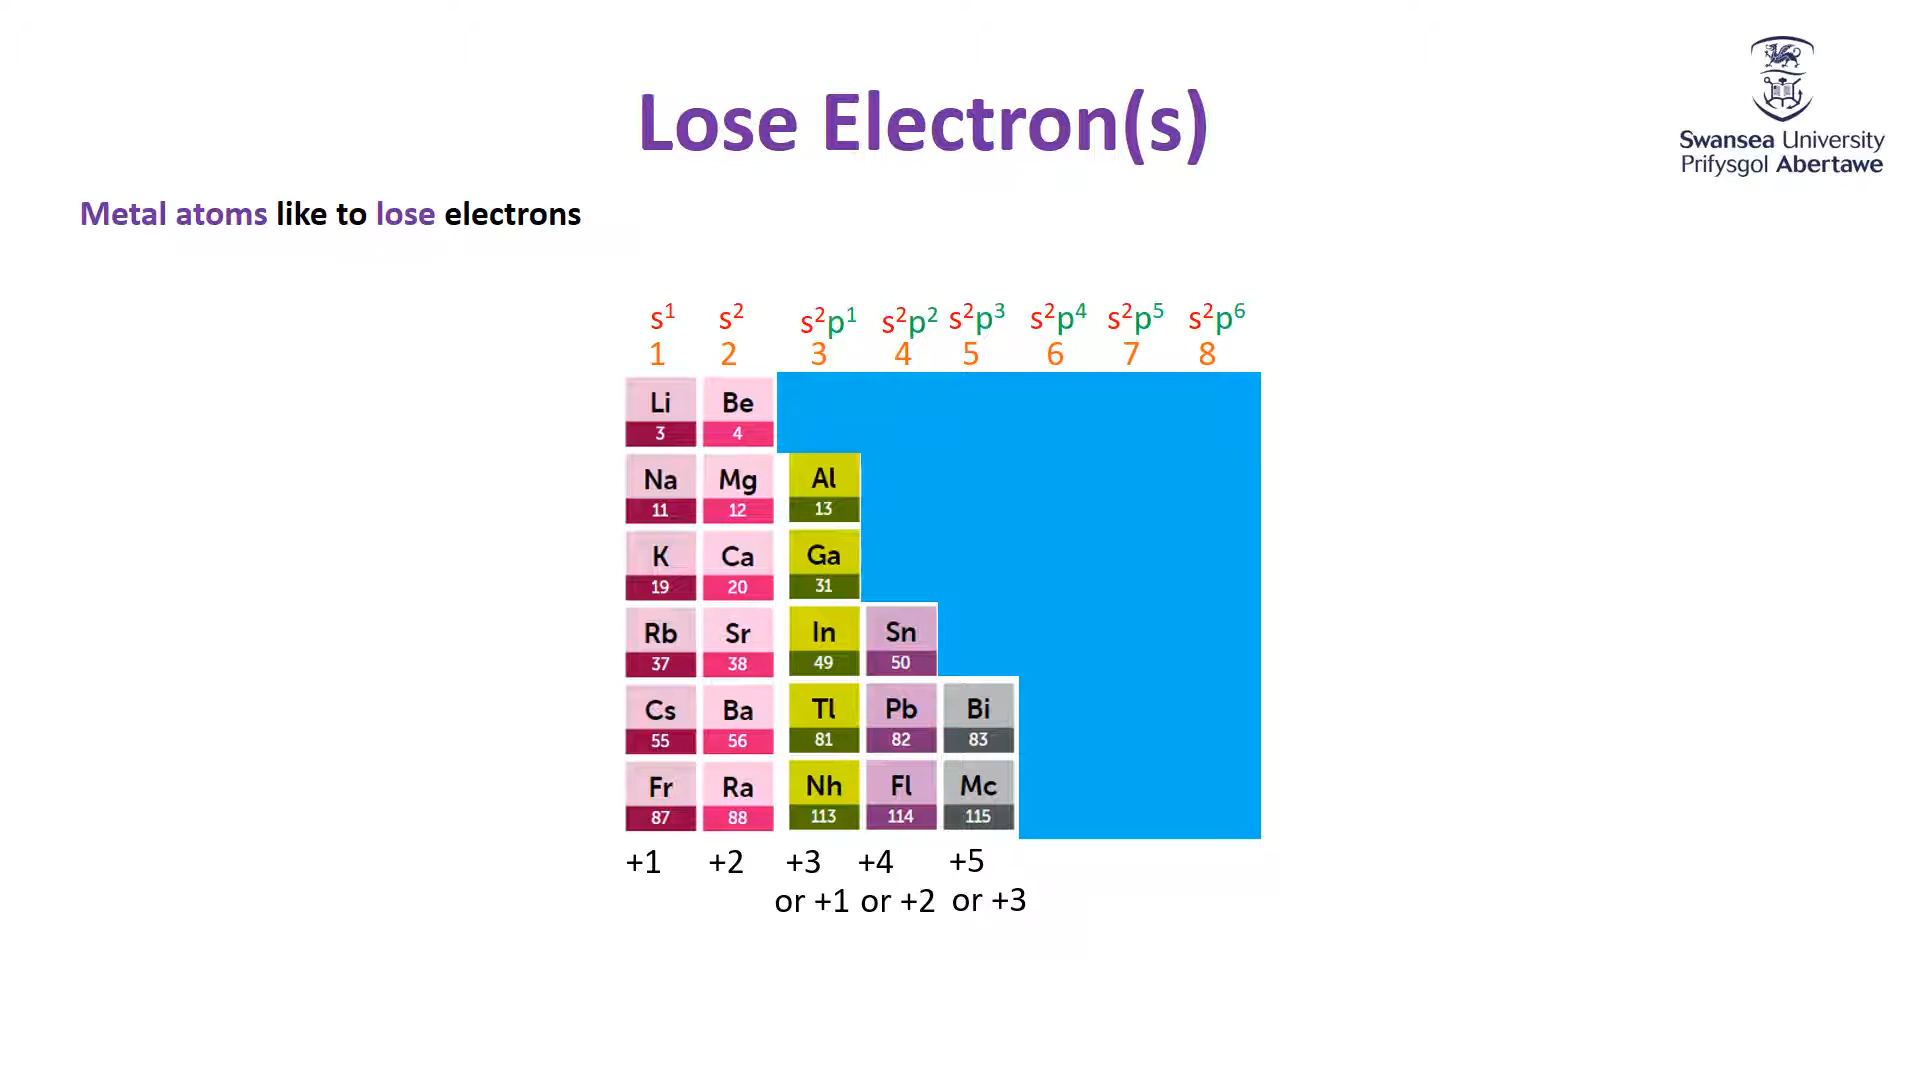 Lose Electron(s)
Swansea University
Prifysgol Abertawe
Metal atoms like to lose electrons
s¹ s² s²p¹ s²p² s²p³ s²p⁴ s²p⁵ s²p⁶
1 2 3 4 5 6 7 8
Li Be
3 4
Na Mg Al
11 12 13
K Ca Ga
19 20 31
Rb Sr In Sn
37 38 49 50
Cs Ba Tl Pb Bi
55 56 81 82 83
Fr Ra Nh Fl Mc
87 88 113 114 115
+1 +2 +3 +4 +5
or +1 or +2 or +3